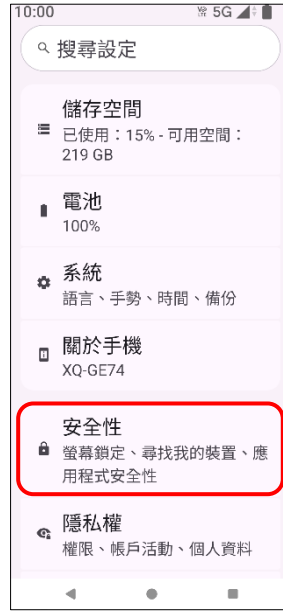 10:00 5G
搜尋設定
儲存空間
已使用：15% - 可用空間：
219 GB
電池
100%
系統
語言、手勢、時間、備份
關於手機
XQ-GE74
安全性
螢幕鎖定、尋找我的裝置、應
用程式安全性
隱私權
權限、帳戶活動、個人資料